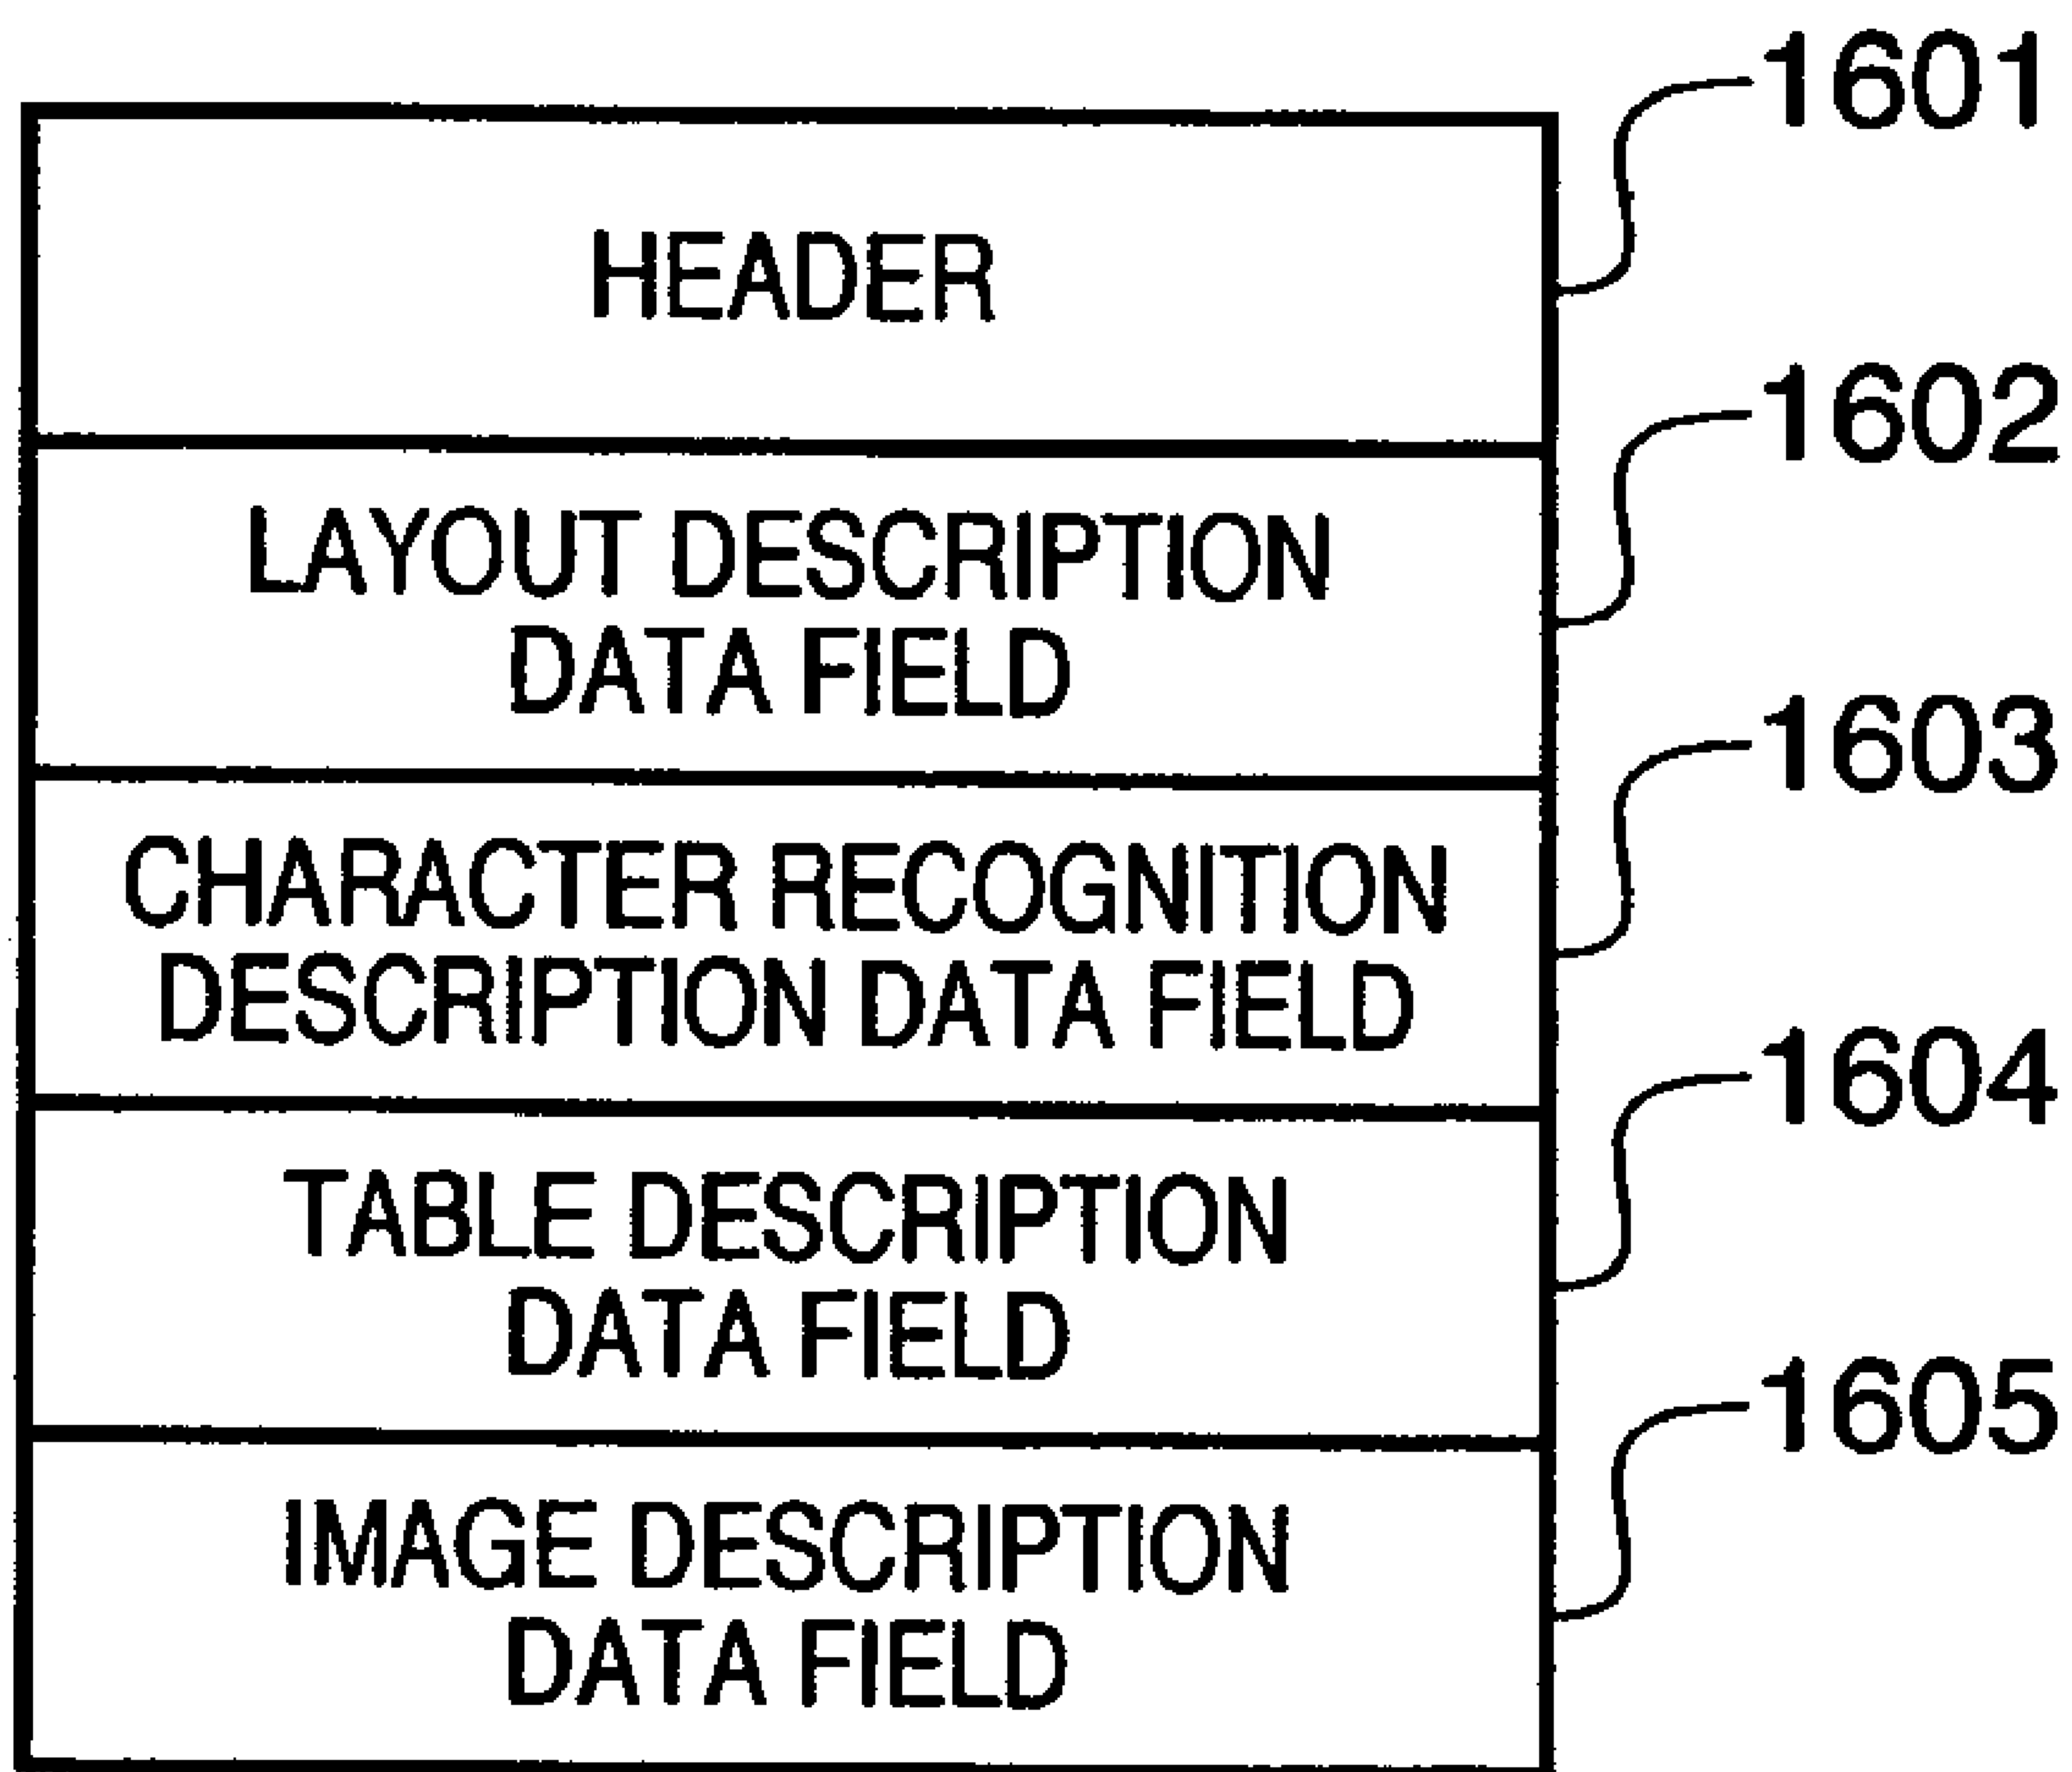 1601
HEADER
1602
LAYOUT DESCRIPTION
DATA FIELD
1603
CHARACTER RECOGNITION
DESCRIPTION DATA FIELD
1604
TABLE DESCRIPTION
DATA FIELD
1605
IMAGE DESCRIPTION
DATA FIELD